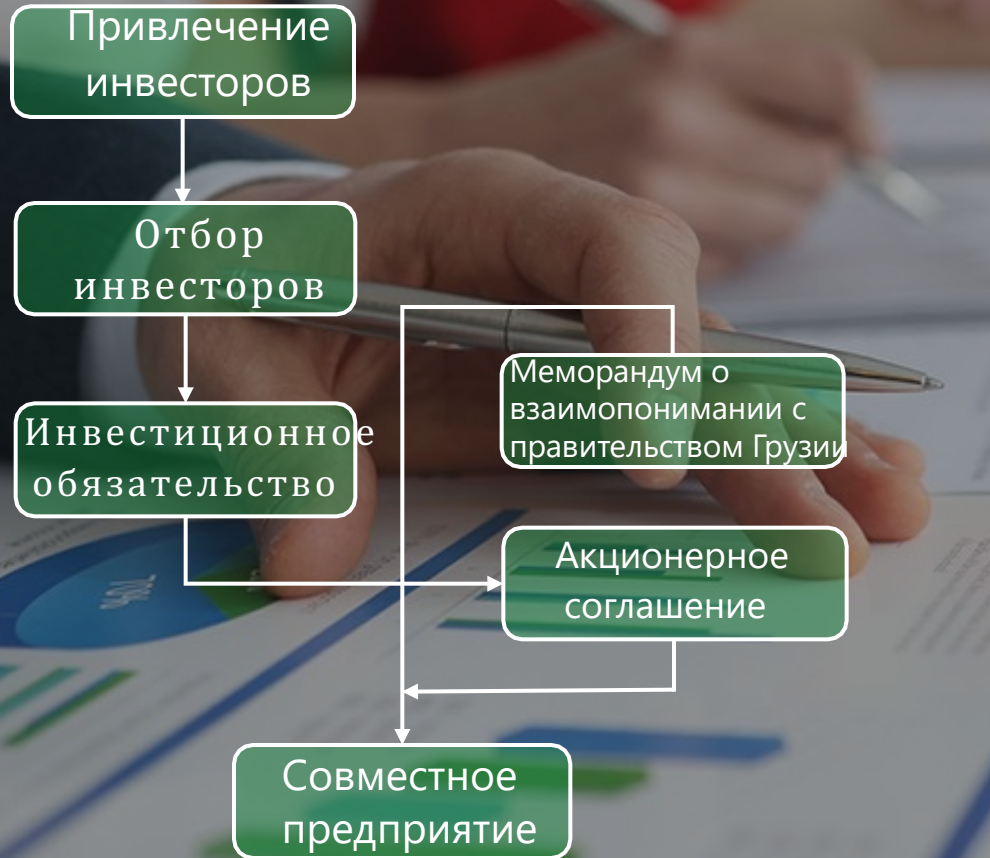 Привлечение
инвесторов
Отбор
инвесторов
Инвестиционное
обязательство
Меморандум о
взаимопонимании с
правительством Грузии
Акционерное
соглашение
Совместное
предприятие